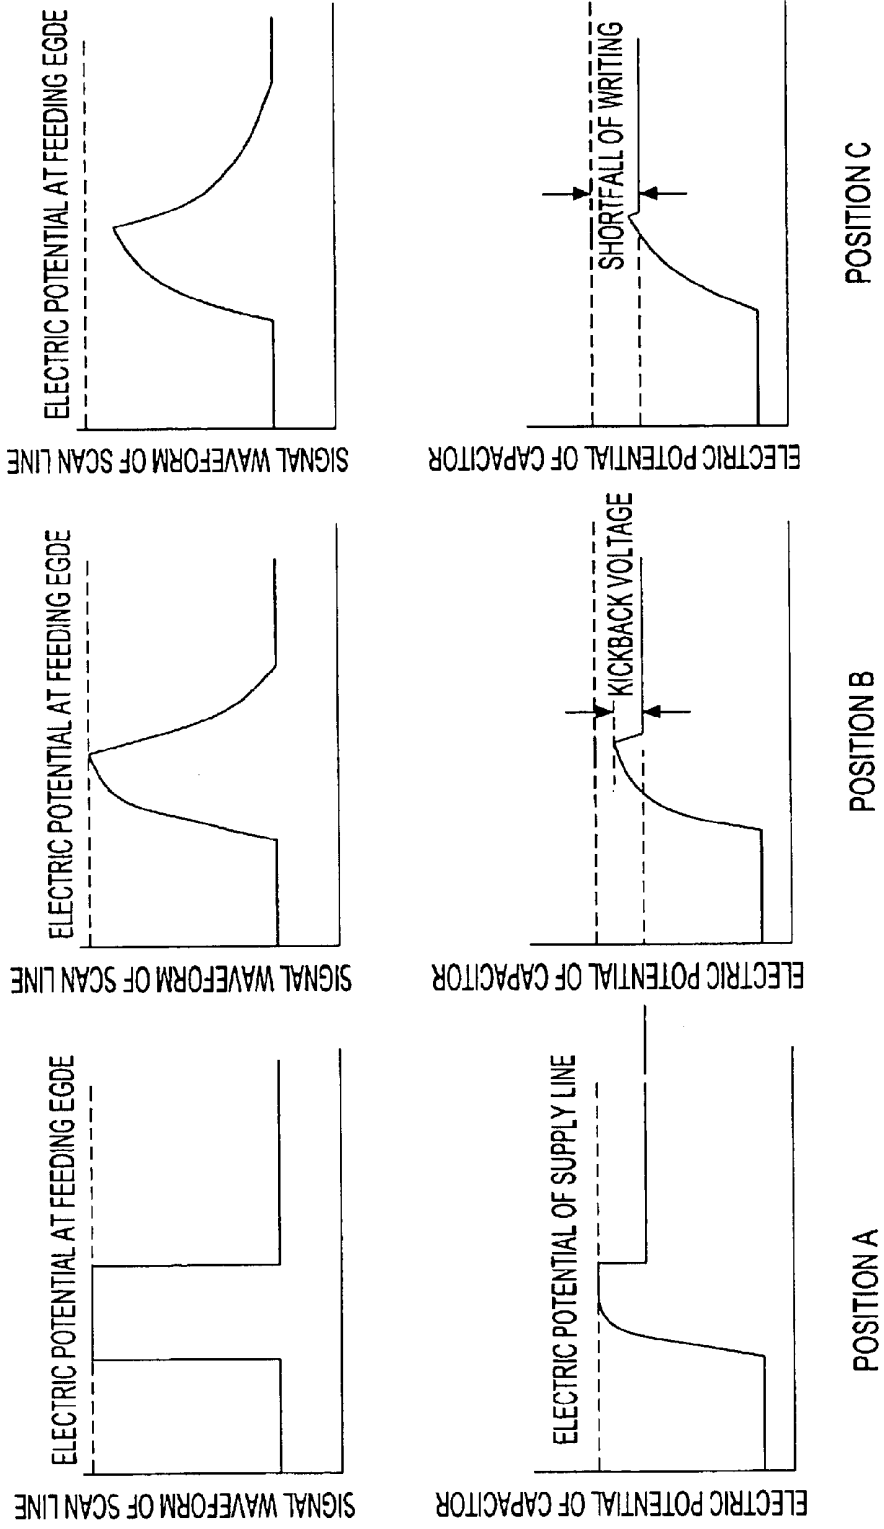 ELECTRIC POTENTIAL AT FEEDING EGDE
SIGNAL WAVEFORM OF SCAN LINE
ELECTRIC POTENTIAL OF SUPPLY LINE
ELECTRIC POTENTIAL OF CAPACITOR
POSITION A
ELECTRIC POTENTIAL AT FEEDING EGDE
SIGNAL WAVEFORM OF SCAN LINE
KICKBACK VOLTAGE
ELECTRIC POTENTIAL OF CAPACITOR
POSITION B
ELECTRIC POTENTIAL AT FEEDING EGDE
SIGNAL WAVEFORM OF SCAN LINE
SHORTFALL OF WRITING
ELECTRIC POTENTIAL OF CAPACITOR
POSITION C